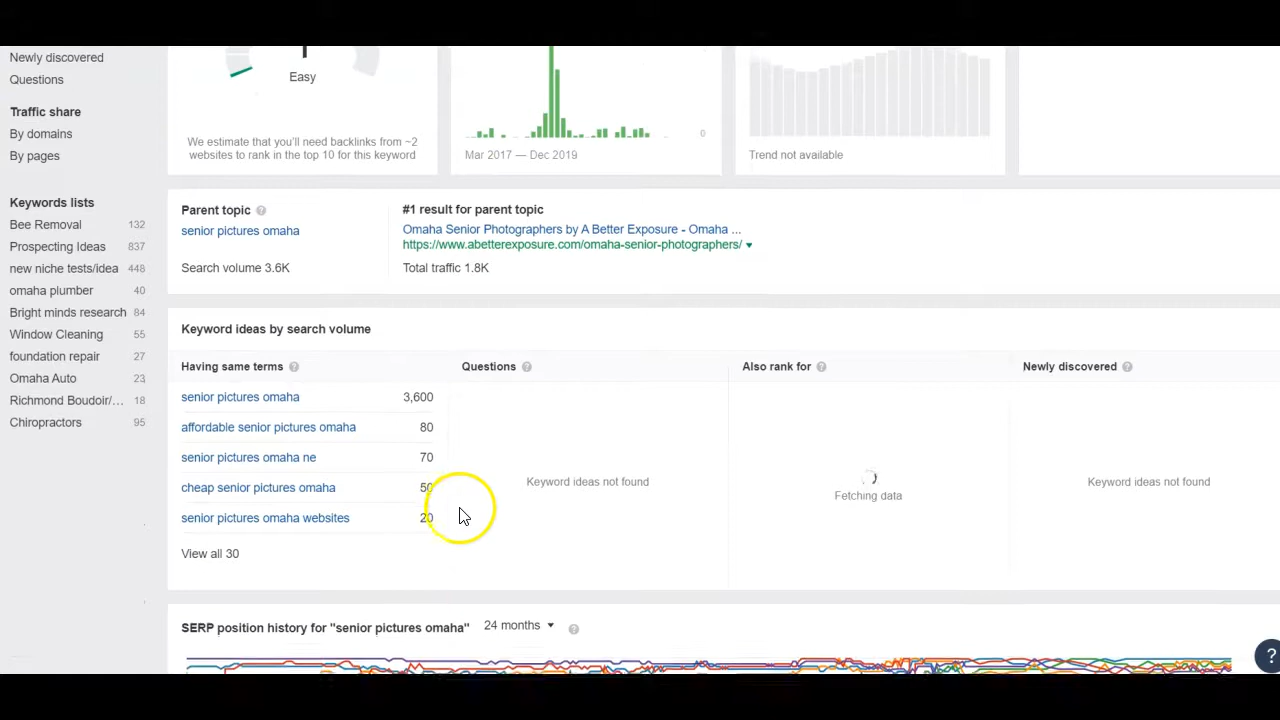 Newly discovered
Questions
Traffic share
By domains
By pages
Keywords lists
Bee Removal 132
Prospecting Ideas 837
new niche tests/idea 448
omaha plumber 40
Bright minds research 84
Window Cleaning 55
foundation repair 27
Omaha Auto 23
Richmond Boudoir/... 18
Chiropractors 95
Easy
We estimate that you'll need backlinks from ~2
websites to rank in the top 10 for this keyword
0
Mar 2017 — Dec 2019
Trend not available
Parent topic ?
senior pictures omaha
Search volume 3.6K
#1 result for parent topic
Omaha Senior Photographers by A Better Exposure - Omaha ...
https://www.abetterexposure.com/omaha-senior-photographers/
Total traffic 1.8K
Keyword ideas by search volume
Having same terms ?
senior pictures omaha 3,600
affordable senior pictures omaha 80
senior pictures omaha ne 70
cheap senior pictures omaha 50
senior pictures omaha websites 20
View all 30
Questions ?
Keyword ideas not found
Also rank for ?
Fetching data
Newly discovered ?
Keyword ideas not found
SERP position history for "senior pictures omaha" 24 months ?
?